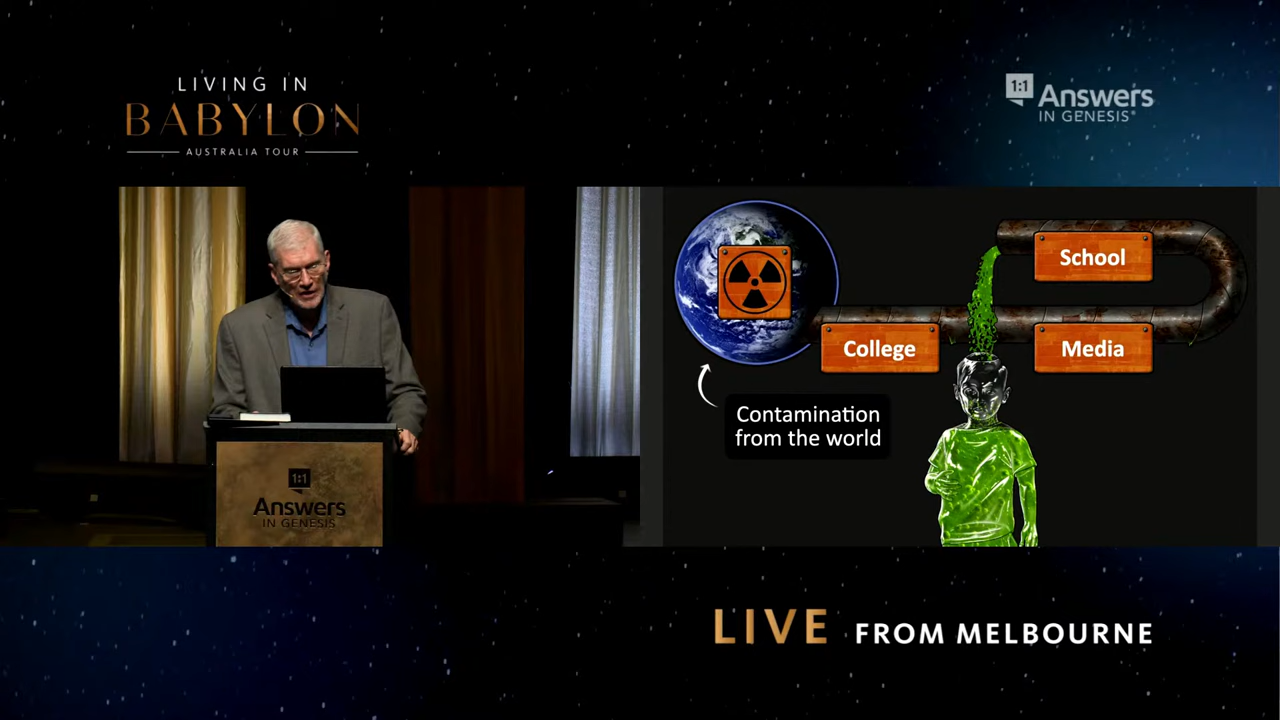 LIVING IN
BABYLON
AUSTRALIA TOUR
1:1
Answers
IN GENESIS®
School
College
Media
Contamination
from the world
1:1
Answers
IN GENESIS
LIVE FROM MELBOURNE